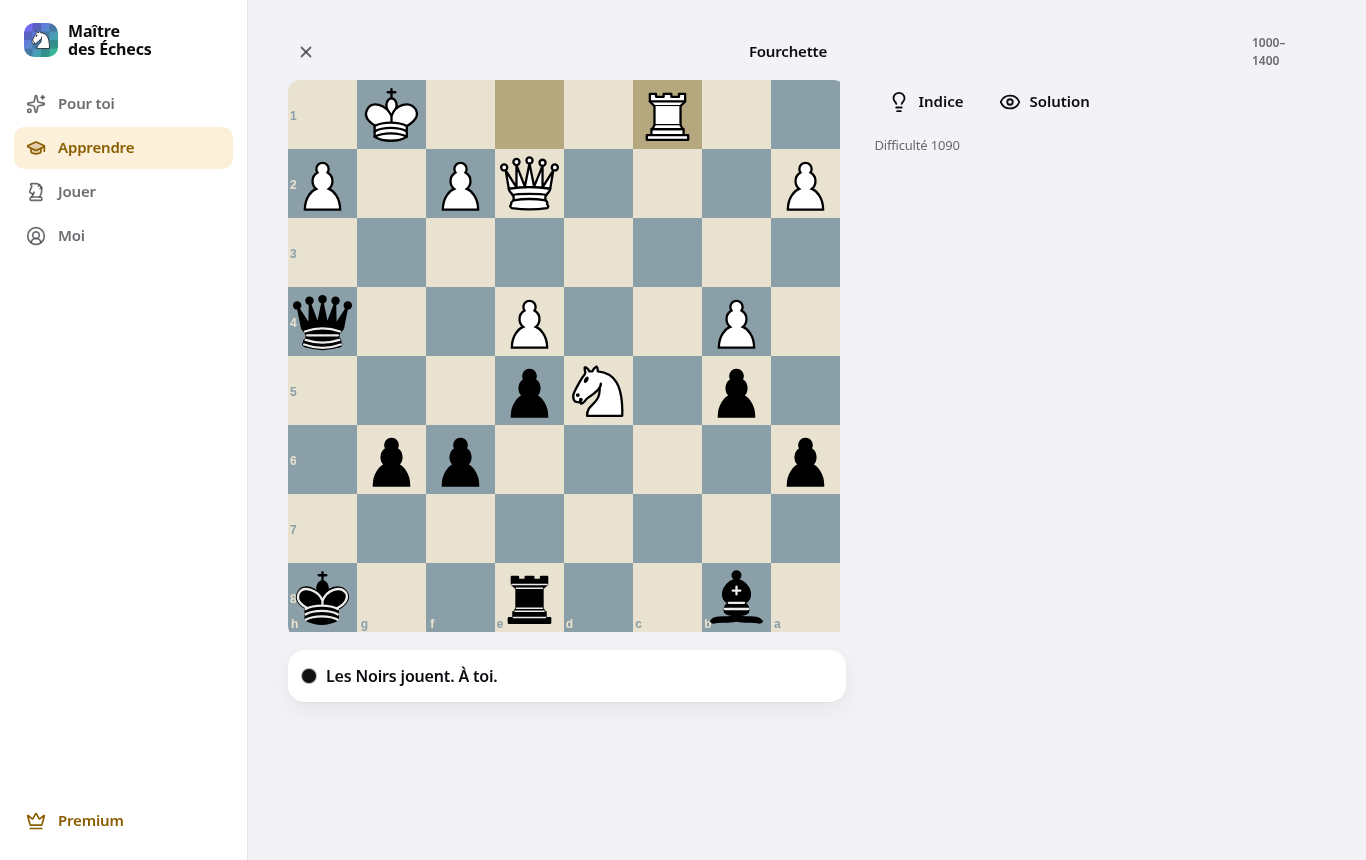 Maître
des Échecs
Pour toi
Apprendre
Jouer
Moi
Premium
Fourchette
1000–
1400
1
2
3
4
5
6
7
8
h
g
f
e
d
c
b
a
Les Noirs jouent. À toi.
Indice
Solution
Difficulté 1090